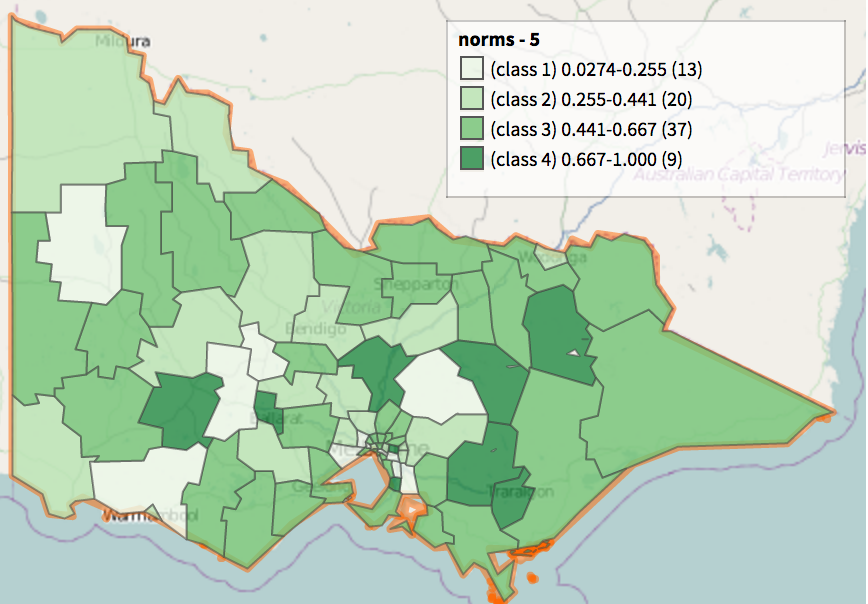 norms - 5
(class 1) 0.0274-0.255 (13)
(class 2) 0.255-0.441 (20)
(class 3) 0.441-0.667 (37)
(class 4) 0.667-1.000 (9)
Mildura
Jervis
Australian Capital Territory
Wodonga
Shepparton
Victoria
Bendigo
Ballarat
Melbourne
Geelong
Traralgon
Warrnambool